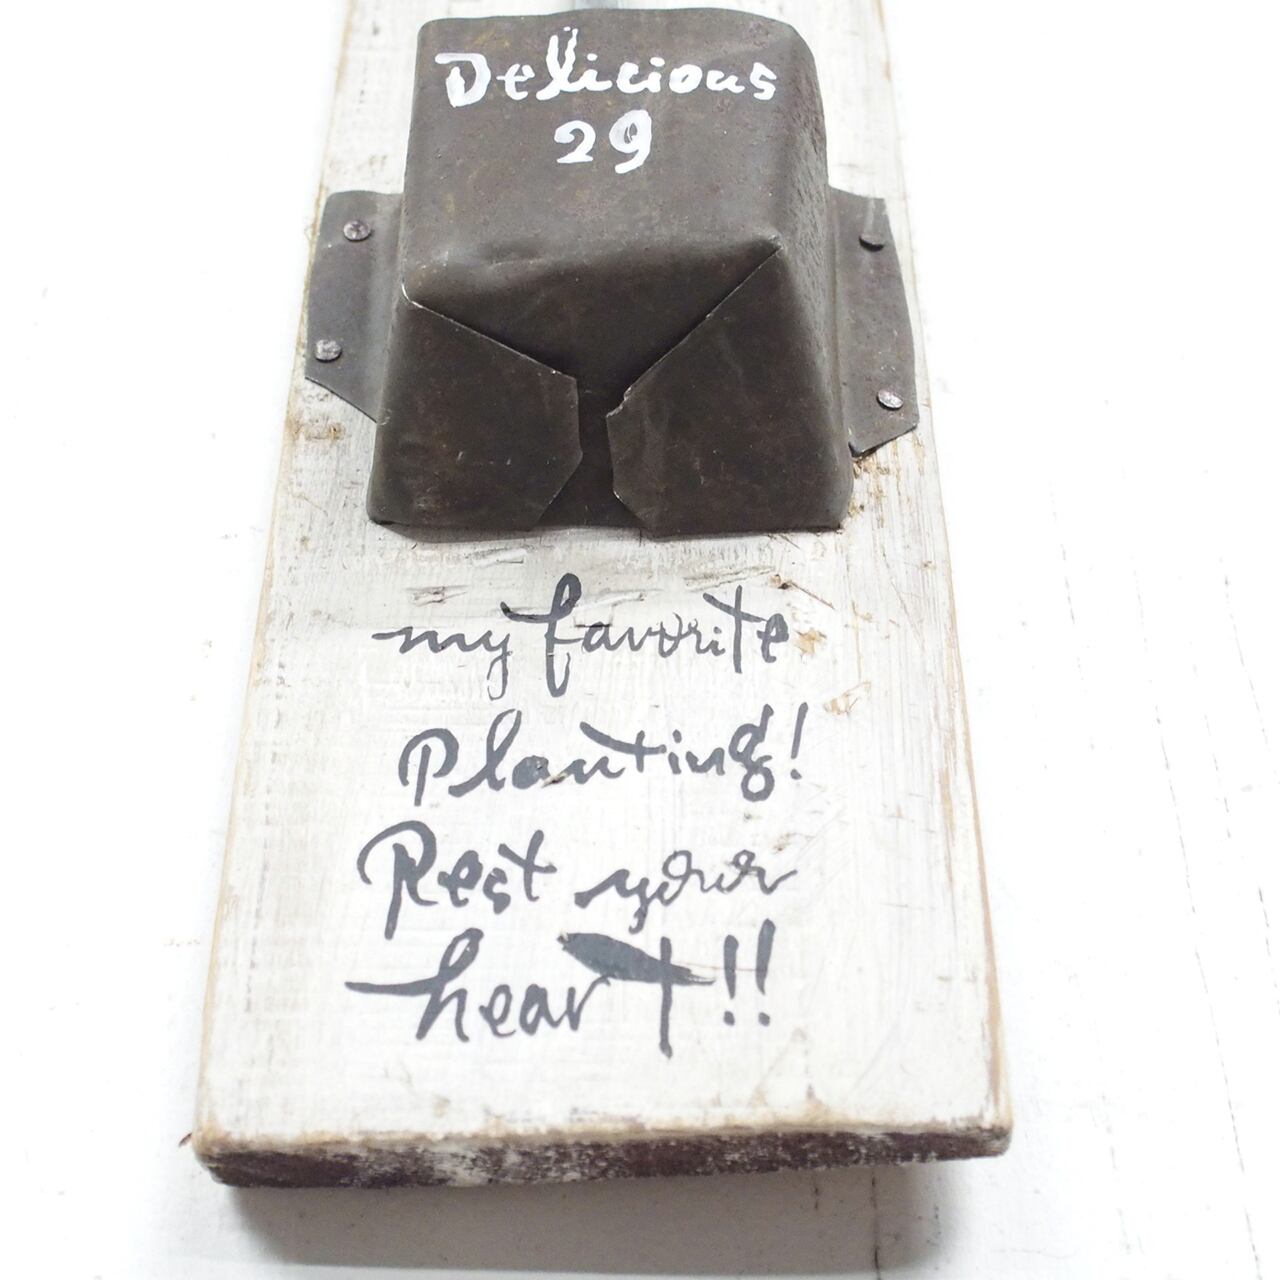 Delicious
29
my favorite
Planting!
Rest your
heart!!